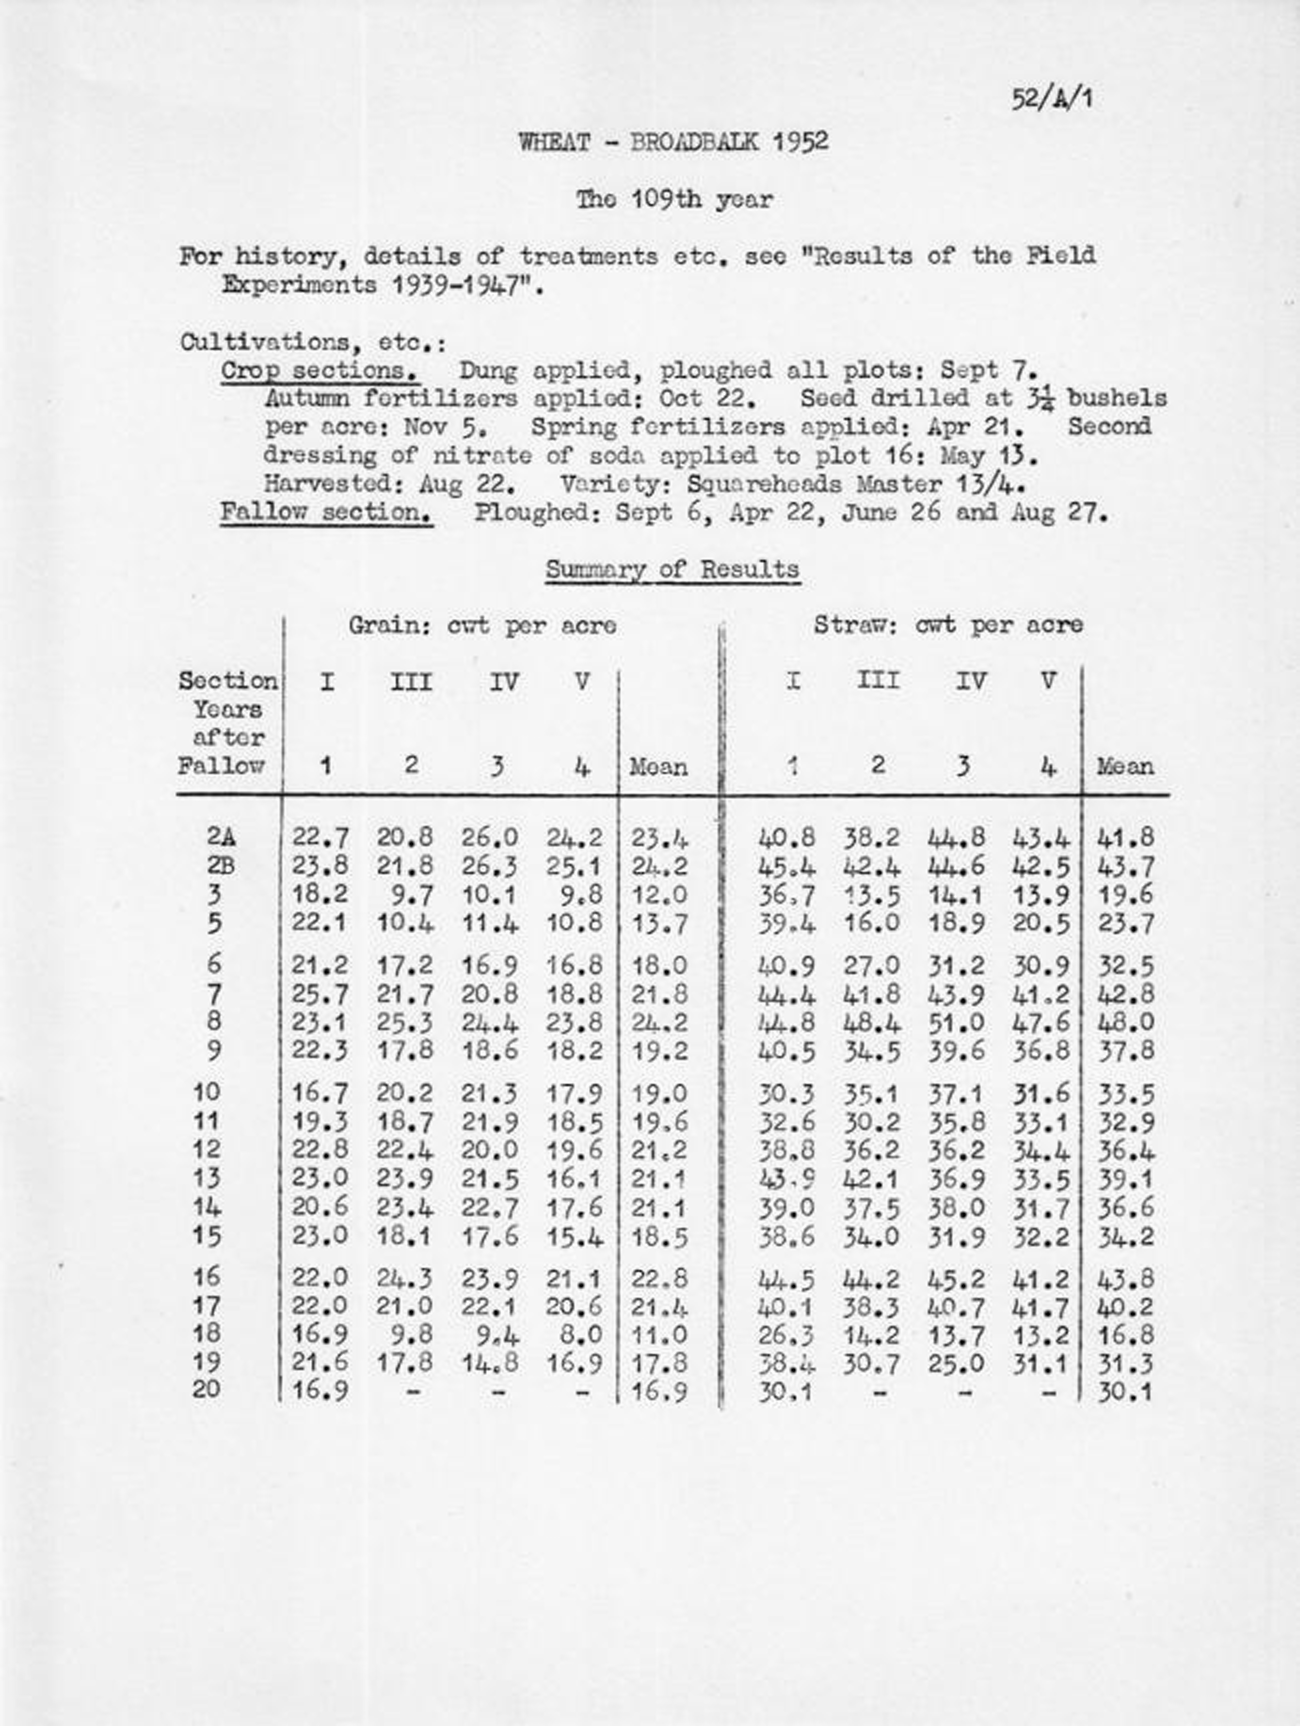 52/A/1
WHEAT - BROADBALK 1952
The 109th year
For history, details of treatments etc. see "Results of the Field
Experiments 1939-1947".
Cultivations, etc.:
Crop sections. Dung applied, ploughed all plots: Sept 7.
Autumn fertilizers applied: Oct 22. Seed drilled at 3¼ bushels
per acre: Nov 5. Spring fertilizers applied: Apr 21. Second
dressing of nitrate of soda applied to plot 16: May 13.
Harvested: Aug 22. Variety: Squareheads Master 13/4.
Fallow section. Ploughed: Sept 6, Apr 22, June 26 and Aug 27.
Summary of Results
Grain: cwt per acre Straw: cwt per acre
Section I III IV V I III IV V
Years
after
Fallow 1 2 3 4 Mean 1 2 3 4 Mean
2A 22.7 20.8 26.0 24.2 23.4 40.8 38.2 44.8 43.4 41.8
2B 23.8 21.8 26.3 25.1 24.2 45.4 42.4 44.6 42.5 43.7
3 18.2 9.7 10.1 9.8 12.0 36.7 13.5 14.1 13.9 19.6
5 22.1 10.4 11.4 10.8 13.7 39.4 16.0 18.9 20.5 23.7
6 21.2 17.2 16.9 16.8 18.0 40.9 27.0 31.2 30.9 32.5
7 25.7 21.7 20.8 18.8 21.8 44.4 41.8 43.9 41.2 42.8
8 23.1 25.3 24.4 23.8 24.2 44.8 48.4 51.0 47.6 48.0
9 22.3 17.8 18.6 18.2 19.2 40.5 34.5 39.6 36.8 37.8
10 16.7 20.2 21.3 17.9 19.0 30.3 35.1 37.1 31.6 33.5
11 19.3 18.7 21.9 18.5 19.6 32.6 30.2 35.8 33.1 32.9
12 22.8 22.4 20.0 19.6 21.2 38.8 36.2 36.2 34.4 36.4
13 23.0 23.9 21.5 16.1 21.1 43.9 42.1 36.9 33.5 39.1
14 20.6 23.4 22.7 17.6 21.1 39.0 37.5 38.0 31.7 36.6
15 23.0 18.1 17.6 15.4 18.5 38.6 34.0 31.9 32.2 34.2
16 22.0 24.3 23.9 21.1 22.8 44.5 44.2 45.2 41.2 43.8
17 22.0 21.0 22.1 20.6 21.4 40.1 38.3 40.7 41.7 40.2
18 16.9 9.8 9.4 8.0 11.0 26.3 14.2 13.7 13.2 16.8
19 21.6 17.8 14.8 16.9 17.8 38.4 30.7 25.0 31.1 31.3
20 16.9 - - - 16.9 30.1 - - - 30.1